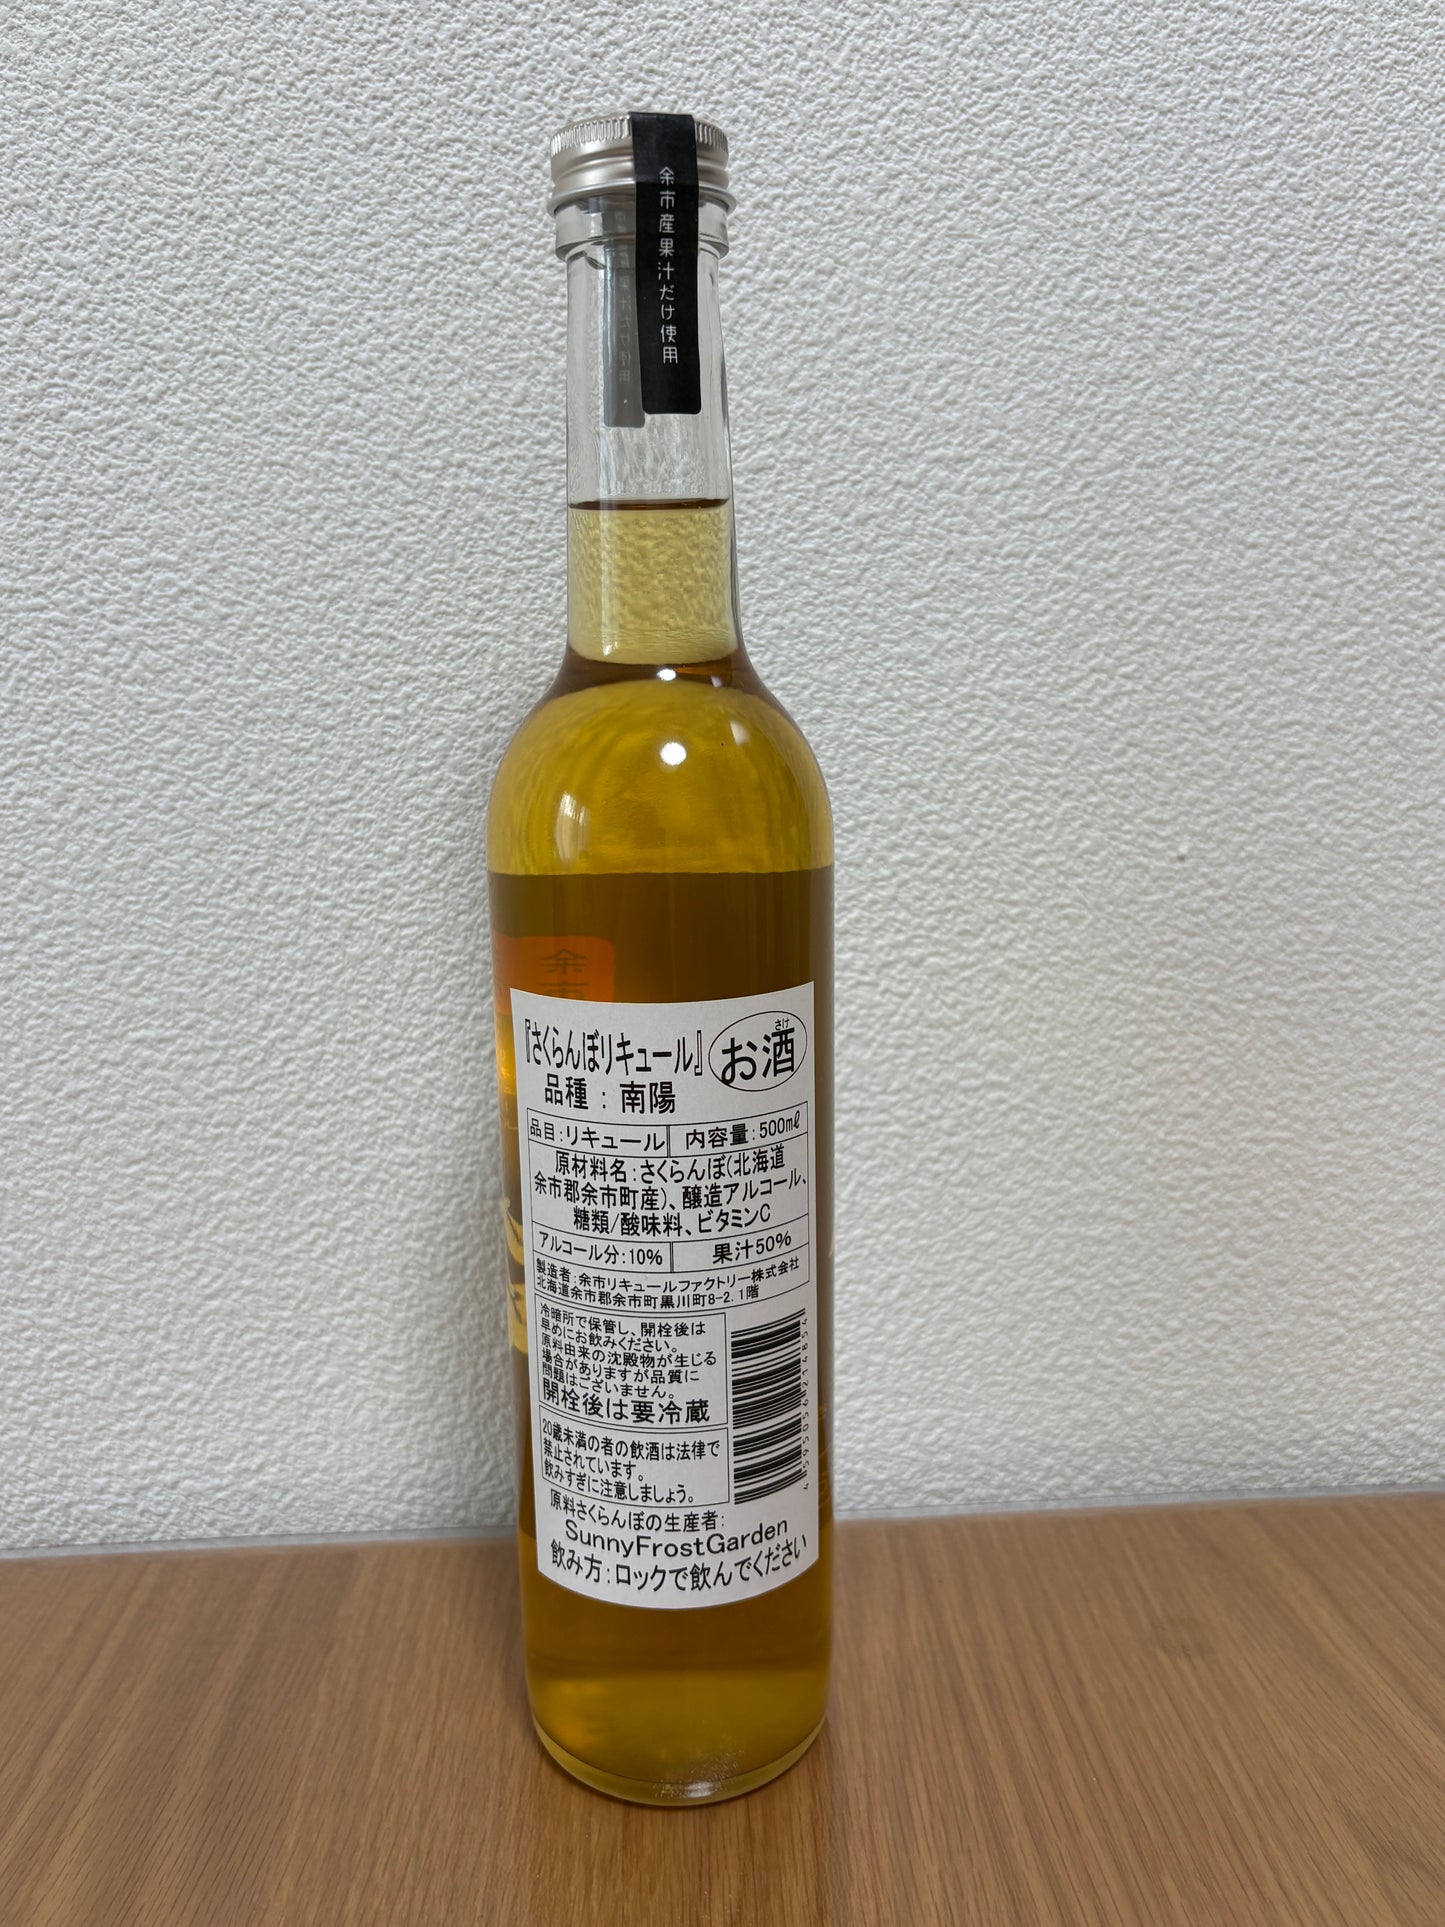 余市産果汁だけ使用
余市
『さくらんぼリキュール』
お酒
さけ
品種：南陽
品目：リキュール
内容量：500㎖
原材料名：さくらんぼ（北海道
余市郡余市町産）、醸造アルコール、
糖類/酸味料、ビタミンC
アルコール分：10%
果汁50%
製造者：余市リキュールファクトリー株式会社
北海道余市郡余市町黒川町8-2.1階
冷暗所で保管し、開栓後は
早めにお飲みください。
原料由来の沈殿物が生じる
場合がありますが品質に
問題はございません。
開栓後は要冷蔵
4595056214854
20歳未満の者の飲酒は法律で
禁止されています。
飲みすぎに注意しましょう。
原料さくらんぼの生産者：
SunnyFrostGarden
飲み方：ロックで飲んでください